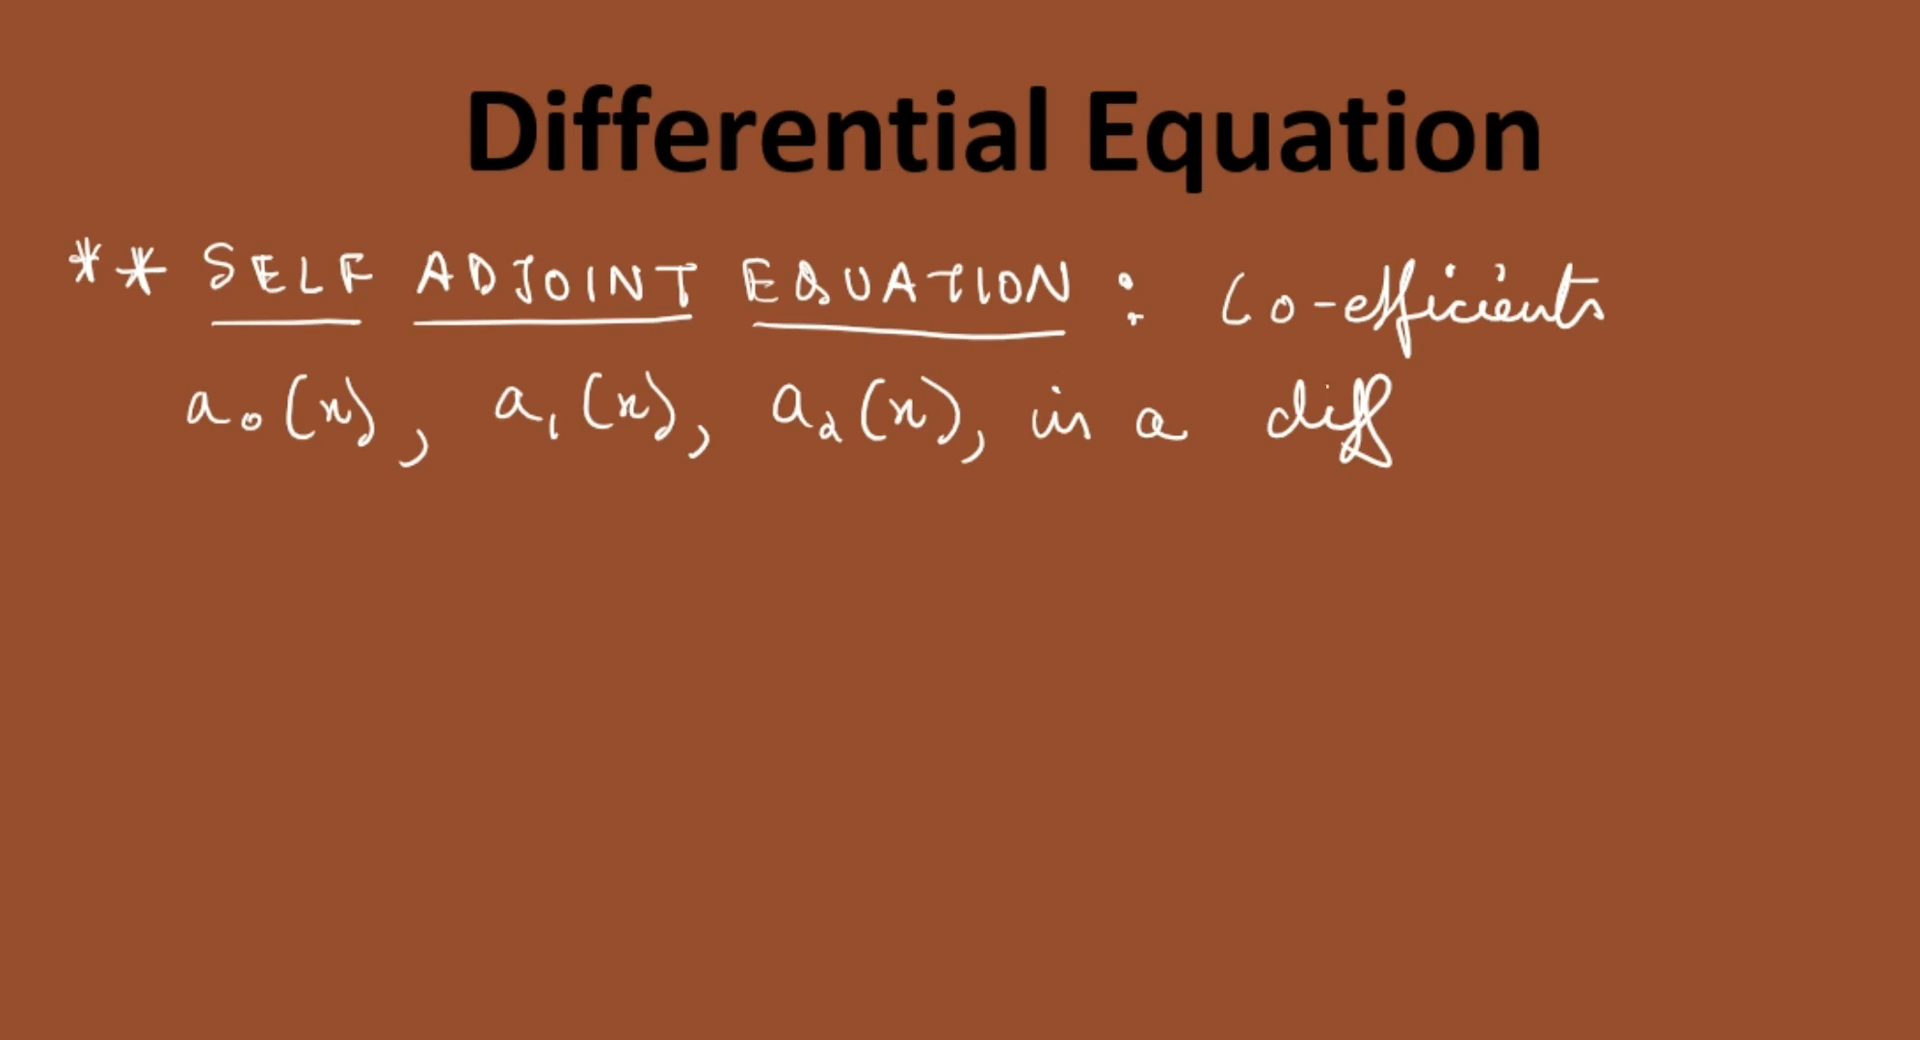 Differential Equation
** SELF ADJOINT EQUATION : Co-efficients
a₀(x), a₁(x), a₂(x), in a diff